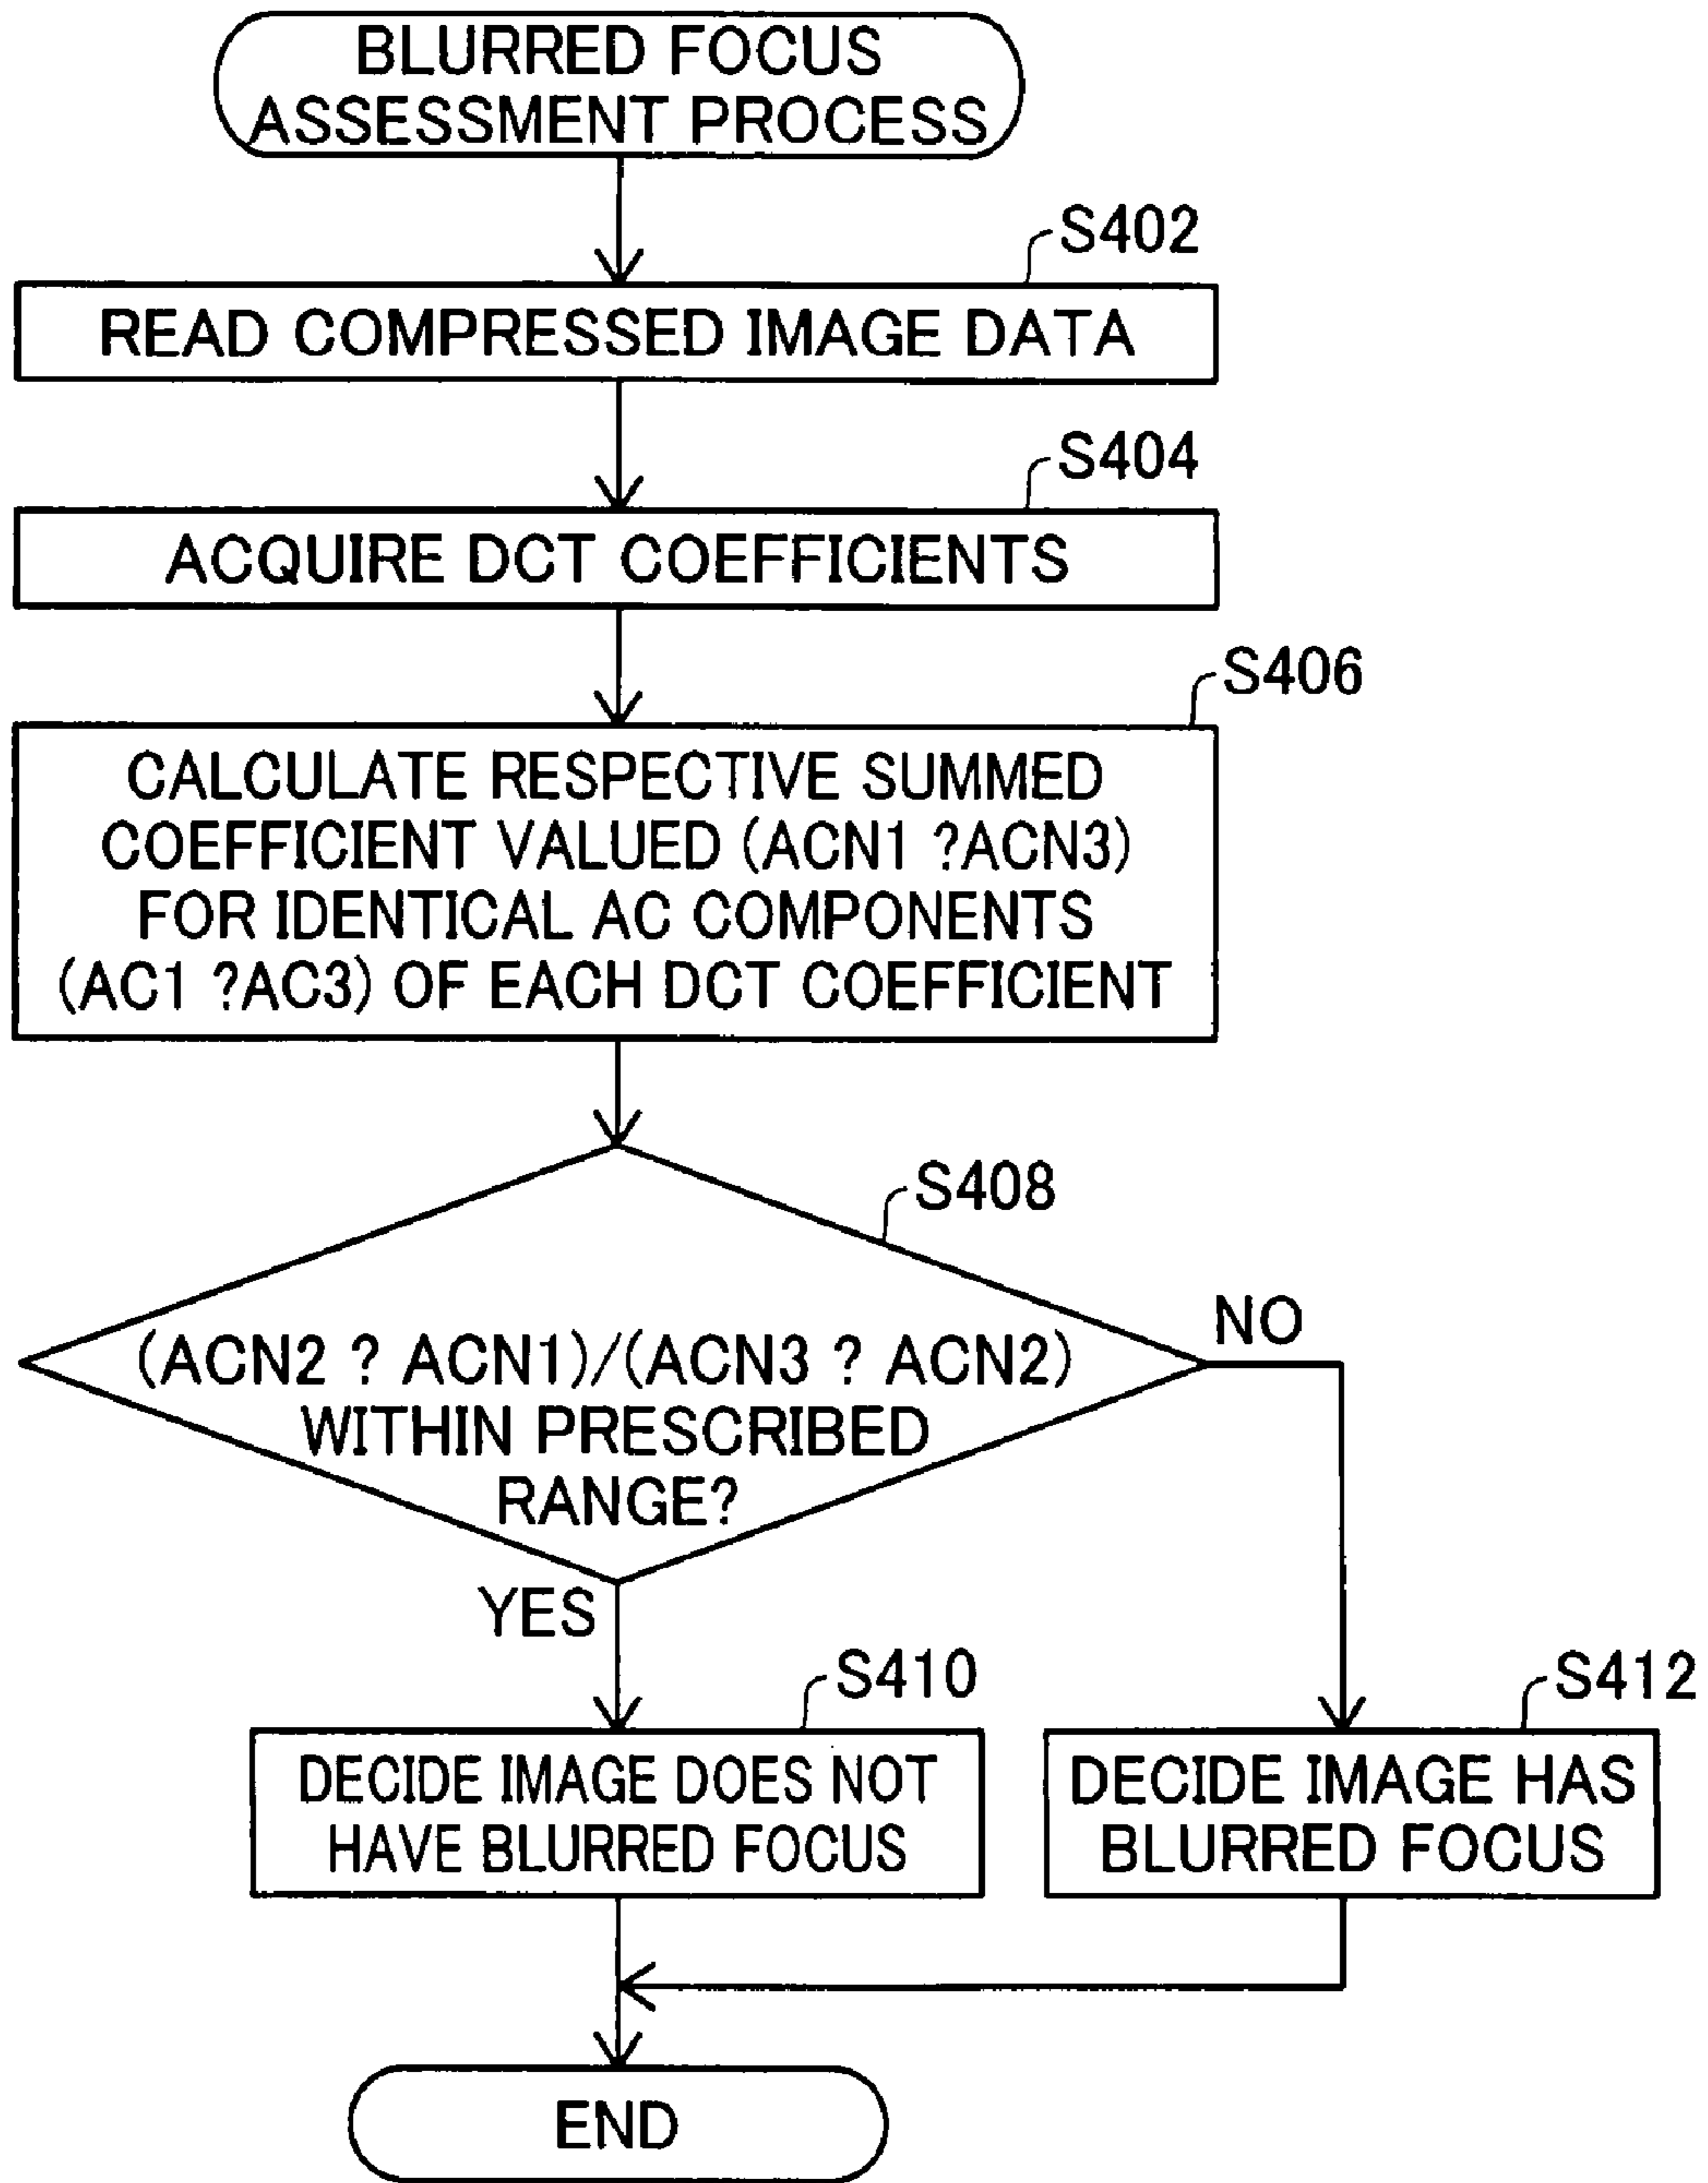 BLURRED FOCUS
ASSESSMENT PROCESS
S402
READ COMPRESSED IMAGE DATA
S404
ACQUIRE DCT COEFFICIENTS
S406
CALCULATE RESPECTIVE SUMMED
COEFFICIENT VALUED (ACN1 ?ACN3)
FOR IDENTICAL AC COMPONENTS
(AC1 ?AC3) OF EACH DCT COEFFICIENT
S408
NO
(ACN2 ? ACN1)/(ACN3 ? ACN2)
WITHIN PRESCRIBED
RANGE?
YES
S410
S412
DECIDE IMAGE DOES NOT
HAVE BLURRED FOCUS
DECIDE IMAGE HAS
BLURRED FOCUS
END